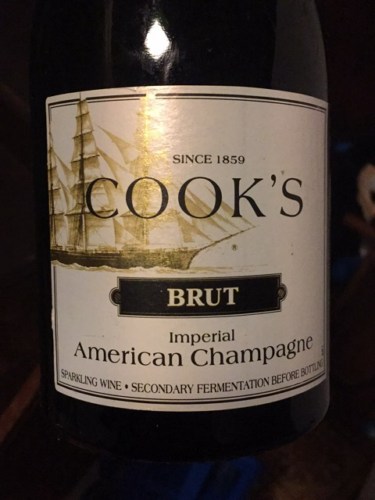 SINCE 1859
COOK'S
BRUT
Imperial
American Champagne
SPARKLING WINE • SECONDARY FERMENTATION BEFORE BOTTLING